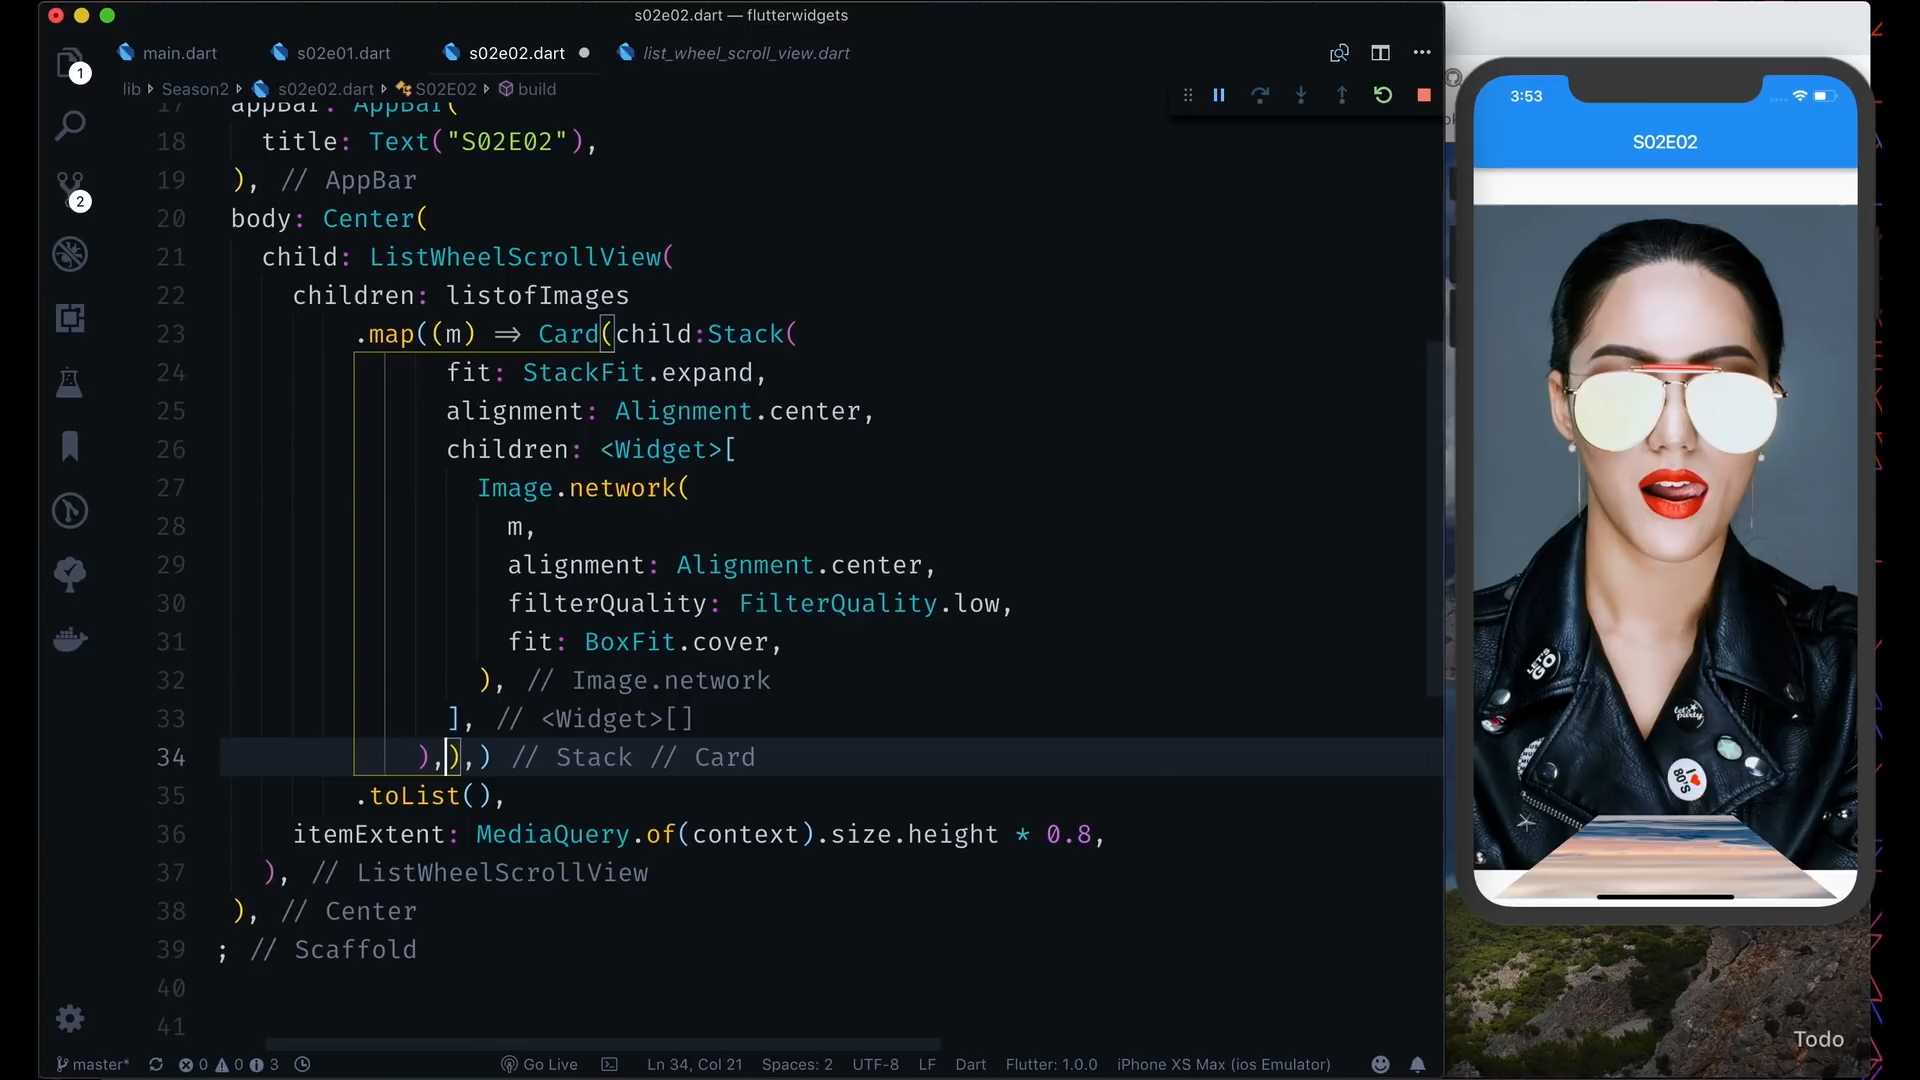 s02e02.dart — flutterwidgets
main.dart
s02e01.dart
s02e02.dart
list_wheel_scroll_view.dart
1
lib
Season2
s02e02.dart
S02E02
build
17 appBar: AppBar(
18 title: Text("S02E02"),
19 ), // AppBar
20 body: Center(
21 child: ListWheelScrollView(
22 children: listofImages
23 .map((m) => Card(child:Stack(
24 fit: StackFit.expand,
25 alignment: Alignment.center,
26 children: <Widget>[
27 Image.network(
28 m,
29 alignment: Alignment.center,
30 filterQuality: FilterQuality.low,
31 fit: BoxFit.cover,
32 ), // Image.network
33 ], // <Widget>[]
34 ),),) // Stack // Card
35 .toList(),
36 itemExtent: MediaQuery.of(context).size.height * 0.8,
37 ), // ListWheelScrollView
38 ), // Center
39 ; // Scaffold
40
41
2
master*
0
0
3
Go Live
Ln 34, Col 21
Spaces: 2
UTF-8
LF
Dart
Flutter: 1.0.0
iPhone XS Max (ios Emulator)
3:53
S02E02
LET'S
GO
let's
party
I
80's
Todo